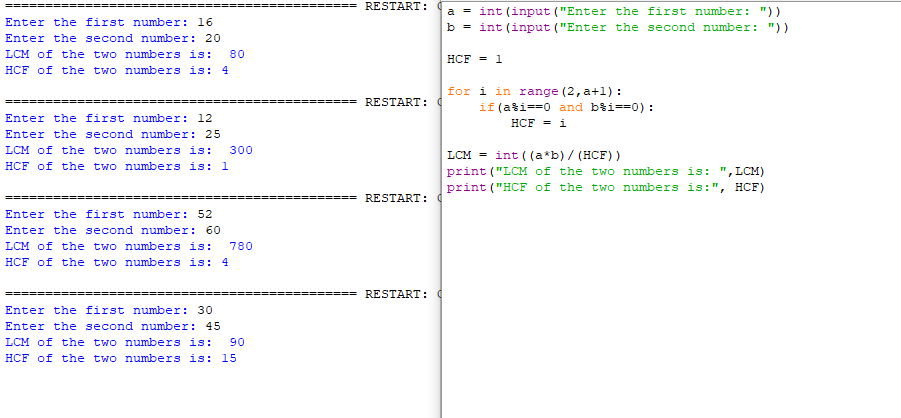 ============================================ RESTART: C
Enter the first number: 16
Enter the second number: 20
LCM of the two numbers is:  80
HCF of the two numbers is: 4
============================================ RESTART: C
Enter the first number: 12
Enter the second number: 25
LCM of the two numbers is:  300
HCF of the two numbers is: 1
============================================ RESTART: C
Enter the first number: 52
Enter the second number: 60
LCM of the two numbers is:  780
HCF of the two numbers is: 4
============================================ RESTART: C
Enter the first number: 30
Enter the second number: 45
LCM of the two numbers is:  90
HCF of the two numbers is: 15
a = int(input("Enter the first number: "))
b = int(input("Enter the second number: "))
HCF = 1
for i in range(2,a+1):
    if(a%i==0 and b%i==0):
        HCF = i
LCM = int((a*b)/(HCF))
print("LCM of the two numbers is: ",LCM)
print("HCF of the two numbers is:", HCF)